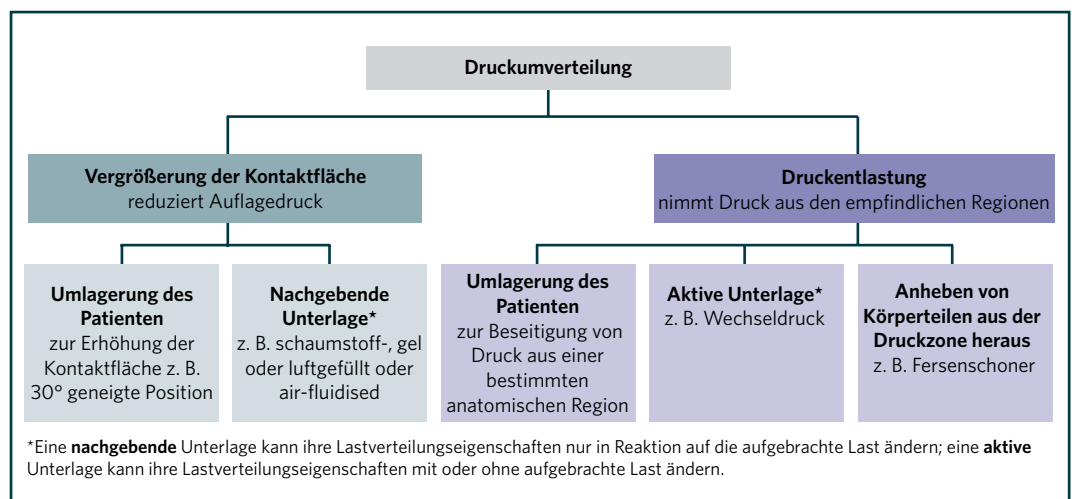 Druckumverteilung
Vergrößerung der Kontaktfläche
reduziert Auflagedruck
Druckentlastung
nimmt Druck aus den empfindlichen Regionen
Umlagerung des
Patienten
zur Erhöhung der
Kontaktfläche z. B.
30° geneigte Position
Nachgebende
Unterlage*
z. B. schaumstoff-, gel
oder luftgefüllt oder
air-fluidised
Umlagerung des
Patienten
zur Beseitigung von
Druck aus einer
bestimmten
anatomischen Region
Aktive Unterlage*
z. B. Wechseldruck
Anheben von
Körperteilen aus der
Druckzone heraus
z. B. Fersenschoner
*Eine nachgebende Unterlage kann ihre Lastverteilungseigenschaften nur in Reaktion auf die aufgebrachte Last ändern; eine aktive
Unterlage kann ihre Lastverteilungseigenschaften mit oder ohne aufgebrachte Last ändern.